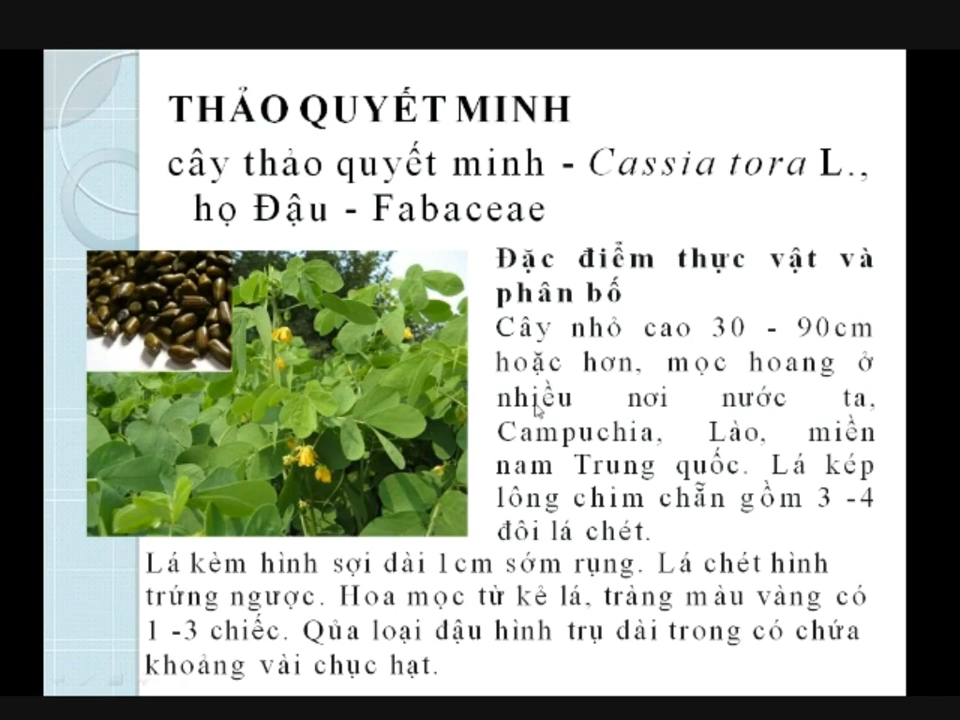 THẢO QUYẾT MINH
cây thảo quyết minh - Cassia tora L.,
họ Đậu - Fabaceae
Đặc điểm thực vật và
phân bố
Cây nhỏ cao 30 - 90cm
hoặc hơn, mọc hoang ở
nhiều nơi nước ta,
Campuchia, Lào, miền
nam Trung quốc. Lá kép
lông chim chẵn gồm 3 -4
đôi lá chét.
Lá kèm hình sợi dài 1cm sớm rụng. Lá chét hình
trứng ngược. Hoa mọc từ kẻ lá, tràng màu vàng có
1 -3 chiếc. Qủa loại đậu hình trụ dài trong có chứa
khoảng vài chục hạt.